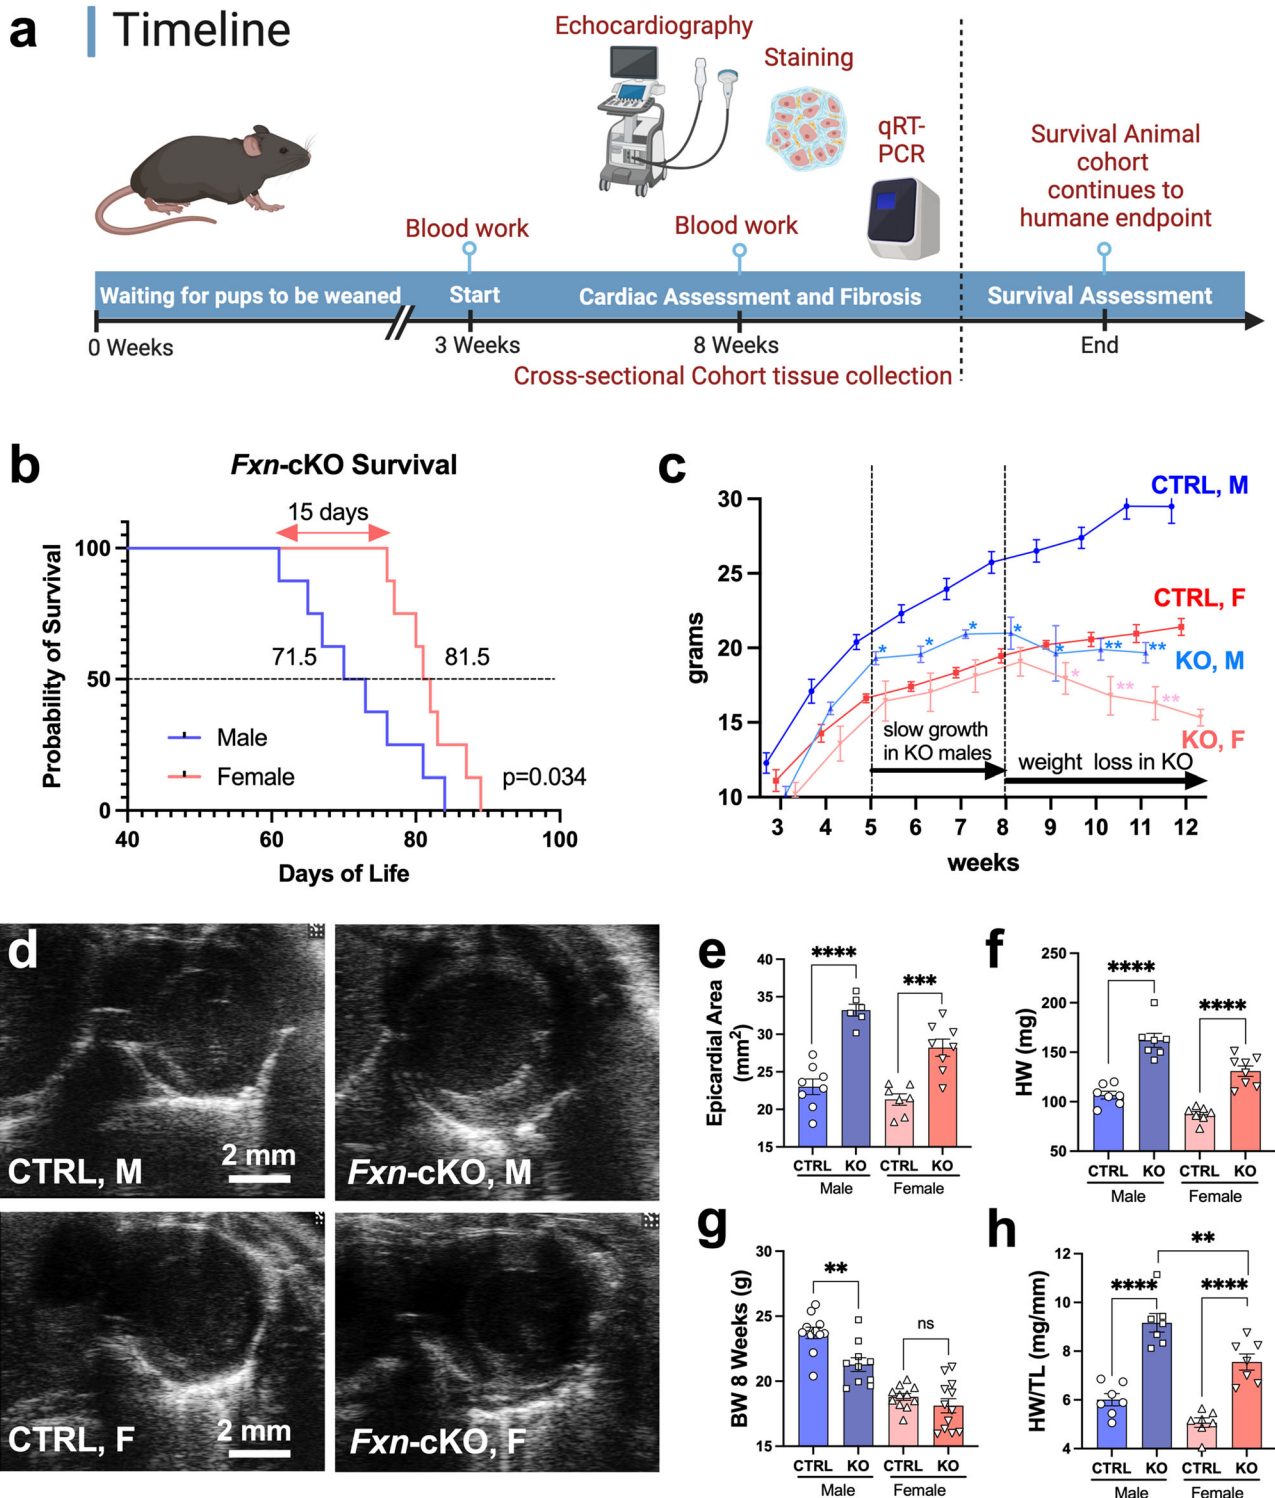 a
Timeline
Echocardiography
Staining
qRT-
PCR
Survival Animal
cohort
continues to
humane endpoint
Blood work
Blood work
Waiting for pups to be weaned
Start
Cardiac Assessment and Fibrosis
Survival Assessment
0 Weeks
3 Weeks
8 Weeks
End
Cross-sectional Cohort tissue collection
b
Fxn-cKO Survival
15 days
Probability of Survival
100
50
0
71.5
81.5
Male
Female
p=0.034
40
60
80
100
Days of Life
c
grams
30
25
20
15
10
CTRL, M
CTRL, F
KO, M
KO, F
*
*
*
*
*
**
**
*
**
**
slow growth
in KO males
weight loss in KO
3 4 5 6 7 8 9 10 11 12
weeks
d
CTRL, M
2 mm
Fxn-cKO, M
CTRL, F
2 mm
Fxn-cKO, F
e
Epicardial Area
(mm²)
40
35
30
25
20
15
****
***
CTRL KO CTRL KO
Male Female
f
HW (mg)
250
200
150
100
50
****
****
CTRL KO CTRL KO
Male Female
g
BW 8 Weeks (g)
30
25
20
15
**
ns
CTRL KO CTRL KO
Male Female
h
HW/TL (mg/mm)
12
10
8
6
4
**
****
****
CTRL KO CTRL KO
Male Female